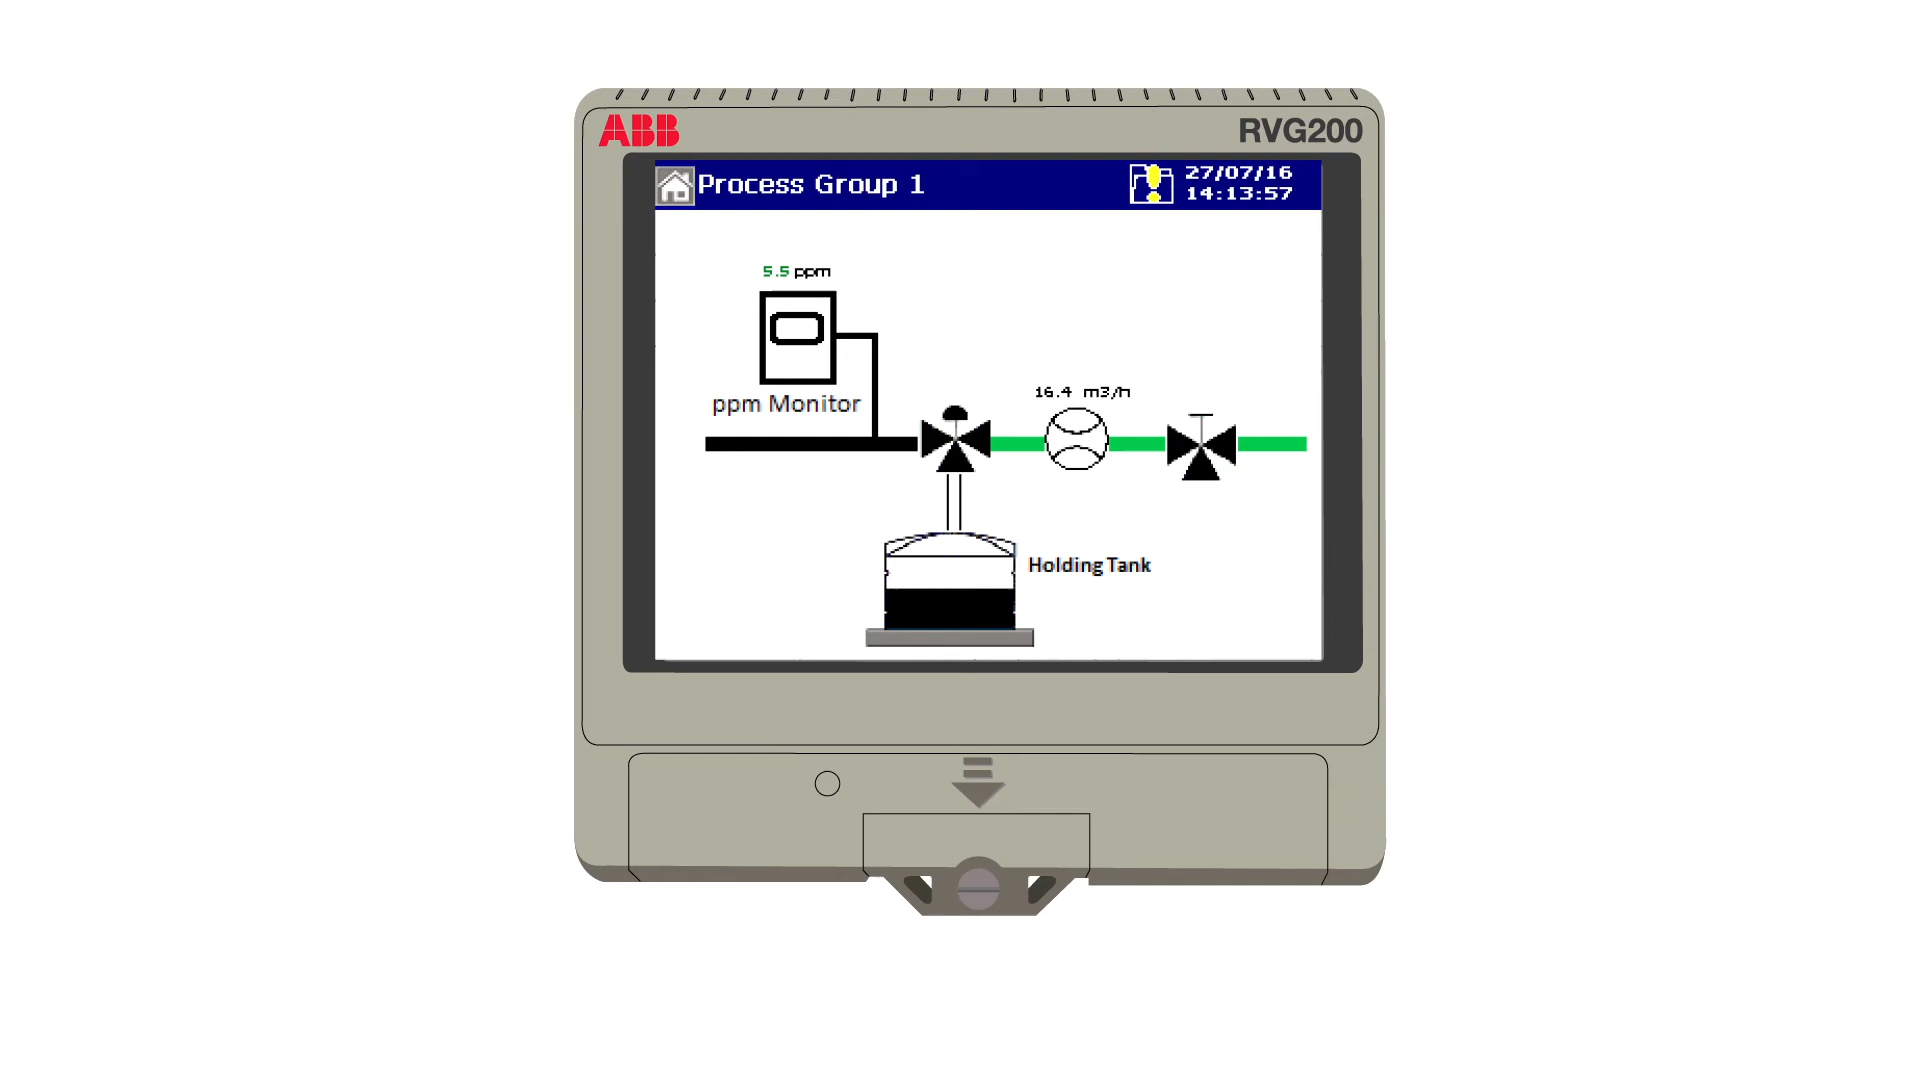 ABB
RVG200
Process Group 1
27/07/16
14:13:57
5.5 ppm
ppm Monitor
16.4 m3/h
Holding Tank